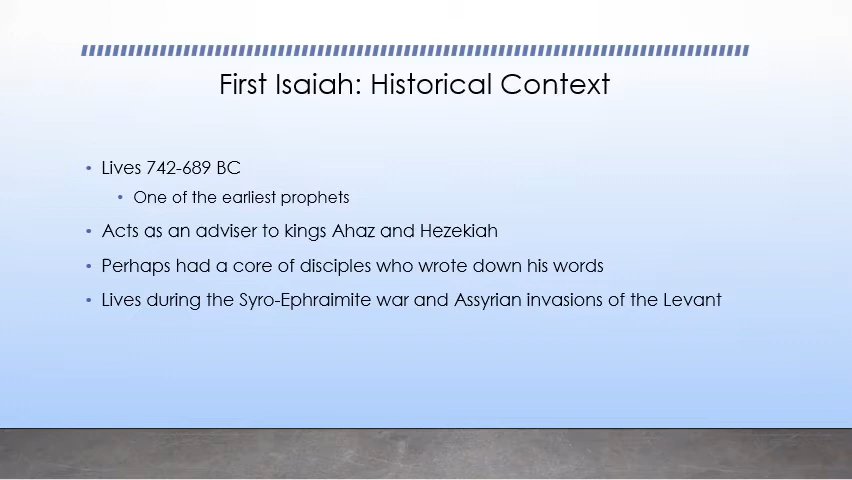 First Isaiah: Historical Context
• Lives 742-689 BC
• One of the earliest prophets
• Acts as an adviser to kings Ahaz and Hezekiah
• Perhaps had a core of disciples who wrote down his words
• Lives during the Syro-Ephraimite war and Assyrian invasions of the Levant